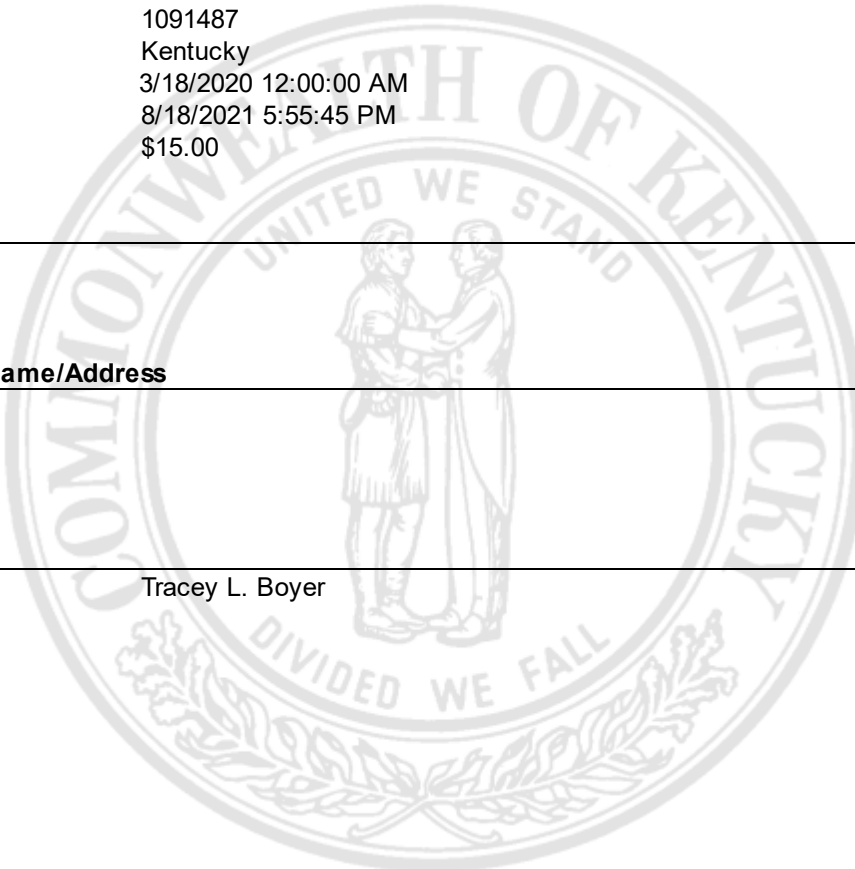 1091487
Kentucky
3/18/2020 12:00:00 AM
8/18/2021 5:55:45 PM
$15.00
COMMONWEALTH OF KENTUCKY
UNITED WE STAND
ame/Address
Tracey L. Boyer
DIVIDED WE FALL